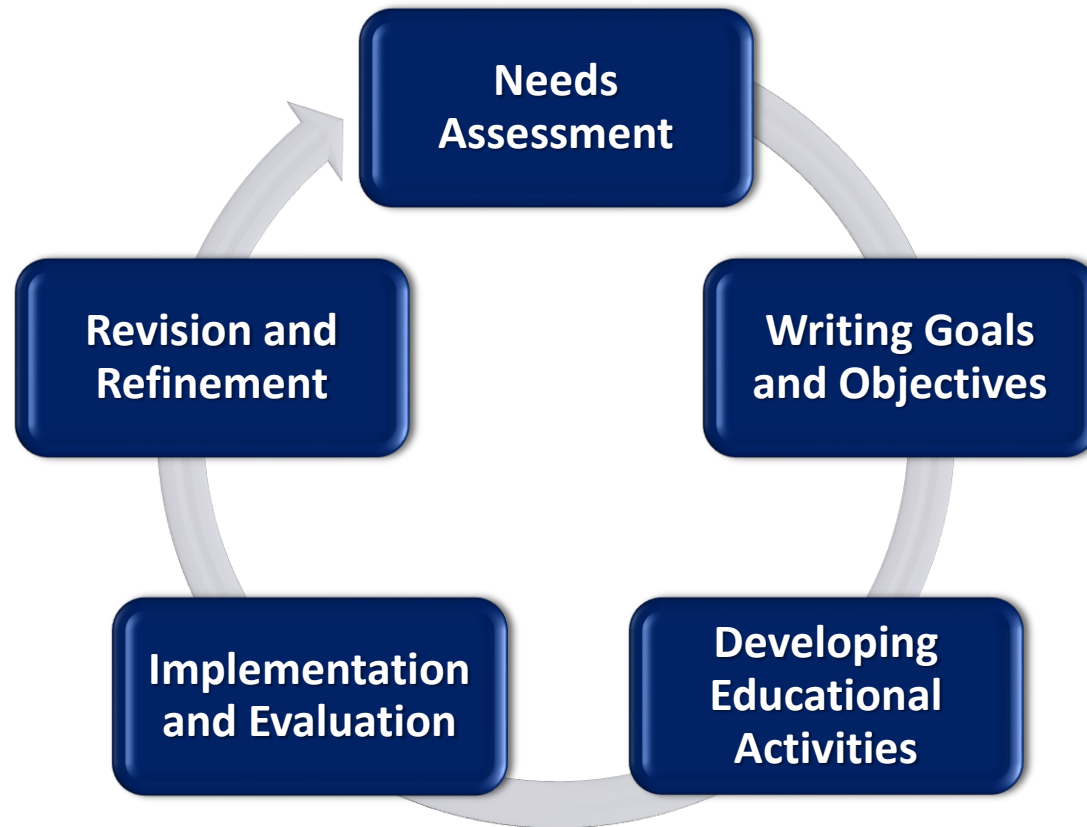 Needs
Assessment
Writing Goals
and Objectives
Developing
Educational
Activities
Implementation
and Evaluation
Revision and
Refinement